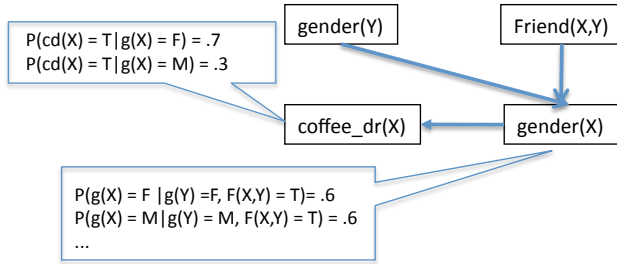 P(cd(X) = T|g(X) = F) = .7
P(cd(X) = T|g(X) = M) = .3
gender(Y)
Friend(X,Y)
coffee_dr(X)
gender(X)
P(g(X) = F |g(Y) =F, F(X,Y) = T)= .6
P(g(X) = M|g(Y) = M, F(X,Y) = T) = .6
...